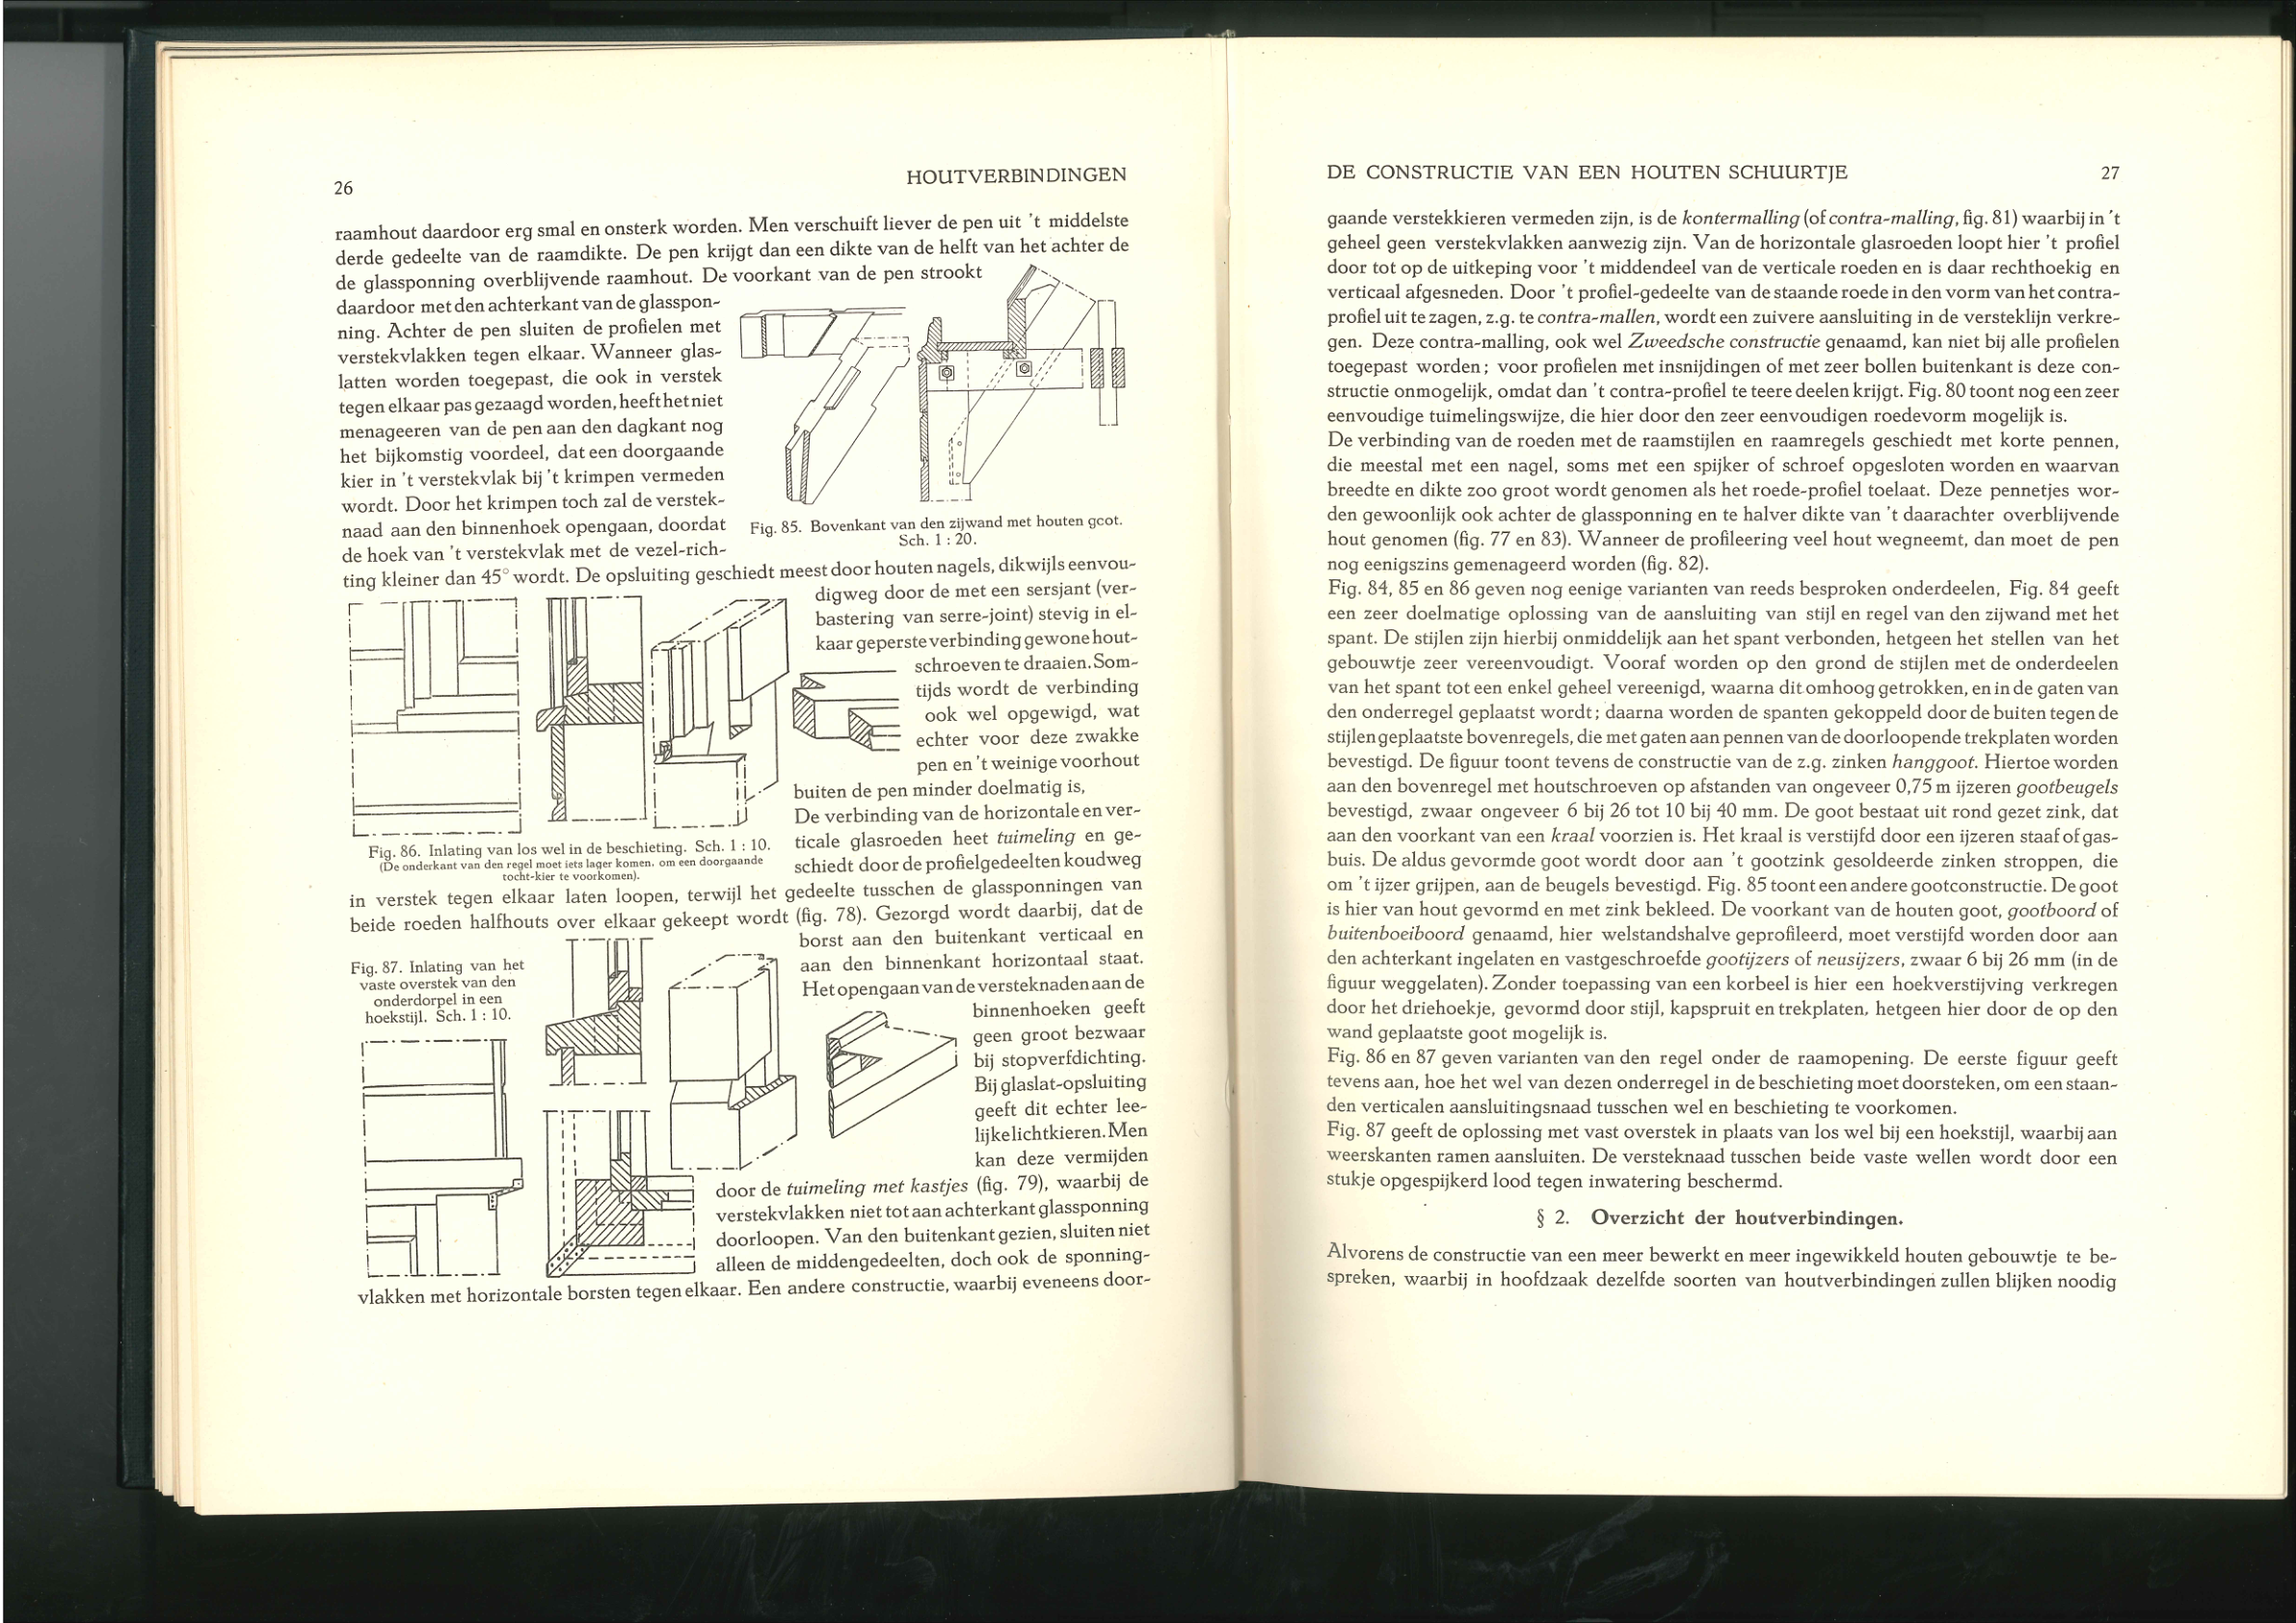 26
HOUTVERBINDINGEN
raamhout daardoor erg smal en onsterk worden. Men verschuift liever de pen uit 't middelste
derde gedeelte van de raamdikte. De pen krijgt dan een dikte van de helft van het achter de
de glassponning overblijvende raamhout. De voorkant van de pen strookt
daardoor met den achterkant van de glasspon-
ning. Achter de pen sluiten de profielen met
verstekvlakken tegen elkaar. Wanneer glas-
latten worden toegepast, die ook in verstek
tegen elkaar pas gezaagd worden, heeft het niet
menageeren van de pen aan den dagkant nog
het bijkomstig voordeel, dat een doorgaande
kier in 't verstekvlak bij 't krimpen vermeden
wordt. Door het krimpen toch zal de verstek-
naad aan den binnenhoek opengaan, doordat
de hoek van 't verstekvlak met de vezel-rich-
Fig. 85. Bovenkant van den zijwand met houten goot.
Sch. 1 : 20.
ting kleiner dan 45° wordt. De opsluiting geschiedt meest door houten nagels, dikwijls eenvou-
digweg door de met een sersjant (ver-
bastering van serre-joint) stevig in el-
kaar geperste verbinding gewone hout-
schroeven te draaien. Som-
tijds wordt de verbinding
ook wel opgewigd, wat
echter voor deze zwakke
pen en 't weinige voorhout
buiten de pen minder doelmatig is,
De verbinding van de horizontale en ver-
ticale glasroeden heet tuimeling en ge-
schiedt door de profielgedeelten koudweg
Fig. 86. Inlating van los wel in de beschieting. Sch. 1 : 10.
(De onderkant van den regel moet iets lager komen, om een doorgaande
tocht-kier te voorkomen).
in verstek tegen elkaar laten loopen, terwijl het gedeelte tusschen de glassponningen van
beide roeden halfhouts over elkaar gekeept wordt (fig. 78). Gezorgd wordt daarbij, dat de
borst aan den buitenkant verticaal en
aan den binnenkant horizontaal staat.
Het opengaan van de versteknaden aan de
binnenhoeken geeft
geen groot bezwaar
bij stopverfdichting.
Bij glaslat-opsluiting
geeft dit echter lee-
lijke lichtkieren. Men
kan deze vermijden
Fig. 87. Inlating van het
vaste overstek van den
onderdorpel in een
hoekstijl. Sch. 1 : 10.
door de tuimeling met kastjes (fig. 79), waarbij de
verstekvlakken niet tot aan achterkant glassponning
doorloopen. Van den buitenkant gezien, sluiten niet
alleen de middengedeelten, doch ook de sponning-
vlakken met horizontale borsten tegen elkaar. Een andere constructie, waarbij eveneens door-
DE CONSTRUCTIE VAN EEN HOUTEN SCHUURTJE
27
gaande verstekkieren vermeden zijn, is de kontermalling (of contra-malling, fig. 81) waarbij in 't
geheel geen verstekvlakken aanwezig zijn. Van de horizontale glasroeden loopt hier 't profiel
door tot op de uitkeping voor 't middendeel van de verticale roeden en is daar rechthoekig en
verticaal afgesneden. Door 't profiel-gedeelte van de staande roede in den vorm van het contra-
profiel uit te zagen, z.g. te contra-mallen, wordt een zuivere aansluiting in de versteklijn verkre-
gen. Deze contra-malling, ook wel Zweedsche constructie genaamd, kan niet bij alle profielen
toegepast worden; voor profielen met insnijdingen of met zeer bollen buitenkant is deze con-
structie onmogelijk, omdat dan 't contra-profiel te teere deelen krijgt. Fig. 80 toont nog een zeer
eenvoudige tuimelingswijze, die hier door den zeer eenvoudigen roedevorm mogelijk is.
De verbinding van de roeden met de raamstijlen en raamregels geschiedt met korte pennen,
die meestal met een nagel, soms met een spijker of schroef opgesloten worden en waarvan
breedte en dikte zoo groot wordt genomen als het roede-profiel toelaat. Deze pennetjes wor-
den gewoonlijk ook achter de glassponning en te halver dikte van 't daarachter overblijvende
hout genomen (fig. 77 en 83). Wanneer de profileering veel hout wegneemt, dan moet de pen
nog eenigszins gemenageerd worden (fig. 82).
Fig. 84, 85 en 86 geven nog eenige varianten van reeds besproken onderdeelen, Fig. 84 geeft
een zeer doelmatige oplossing van de aansluiting van stijl en regel van den zijwand met het
spant. De stijlen zijn hierbij onmiddelijk aan het spant verbonden, hetgeen het stellen van het
gebouwtje zeer vereenvoudigt. Vooraf worden op den grond de stijlen met de onderdeelen
van het spant tot een enkel geheel vereenigd, waarna dit omhoog getrokken, en in de gaten van
den onderregel geplaatst wordt; daarna worden de spanten gekoppeld door de buiten tegen de
stijlen geplaatste bovenregels, die met gaten aan pennen van de doorloopende trekplaten worden
bevestigd. De figuur toont tevens de constructie van de z.g. zinken hanggoot. Hiertoe worden
aan den bovenregel met houtschroeven op afstanden van ongeveer 0,75 m ijzeren gootbeugels
bevestigd, zwaar ongeveer 6 bij 26 tot 10 bij 40 mm. De goot bestaat uit rond gezet zink, dat
aan den voorkant van een kraal voorzien is. Het kraal is verstijfd door een ijzeren staaf of gas-
buis. De aldus gevormde goot wordt door aan 't gootzink gesoldeerde zinken stroppen, die
om 't ijzer grijpen, aan de beugels bevestigd. Fig. 85 toont een andere gootconstructie. De goot
is hier van hout gevormd en met zink bekleed. De voorkant van de houten goot, gootboord of
buitenboeiboord genaamd, hier welstandshalve geprofileerd, moet verstijfd worden door aan
den achterkant ingelaten en vastgeschroefde gootijzers of neusijzers, zwaar 6 bij 26 mm (in de
figuur weggelaten). Zonder toepassing van een korbeel is hier een hoekverstijving verkregen
door het driehoekje, gevormd door stijl, kapspruit en trekplaten, hetgeen hier door de op den
wand geplaatste goot mogelijk is.
Fig. 86 en 87 geven varianten van den regel onder de raamopening. De eerste figuur geeft
tevens aan, hoe het wel van dezen onderregel in de beschieting moet doorsteken, om een staan-
den verticalen aansluitingsnaad tusschen wel en beschieting te voorkomen.
Fig. 87 geeft de oplossing met vast overstek in plaats van los wel bij een hoekstijl, waarbij aan
weerskanten ramen aansluiten. De versteknaad tusschen beide vaste wellen wordt door een
stukje opgespijkerd lood tegen inwatering beschermd.
§ 2. Overzicht der houtverbindingen.
Alvorens de constructie van een meer bewerkt en meer ingewikkeld houten gebouwtje te be-
spreken, waarbij in hoofdzaak dezelfde soorten van houtverbindingen zullen blijken noodig